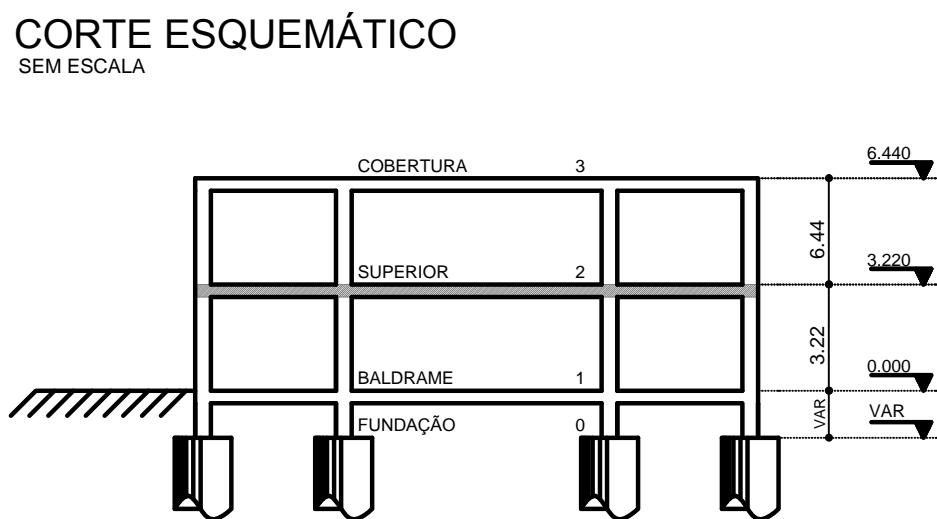 CORTE ESQUEMÁTICO
SEM ESCALA
COBERTURA 3
6.440
6.44
SUPERIOR 2
3.220
3.22
BALDRAME 1
0.000
VAR
VAR
FUNDAÇÃO 0